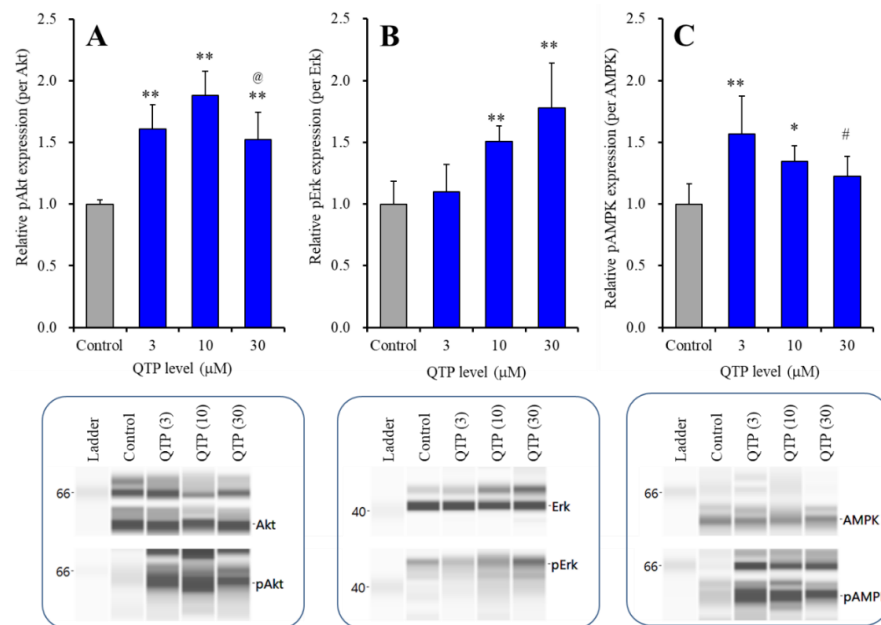 A
Relative pAkt expression (per Akt)
2.5
2.0
1.5
1.0
0.5
0.0
**
**
@
**
Control 3 10 30
QTP level (μM)
B
Relative pErk expression (per Erk)
2.5
2.0
1.5
1.0
0.5
0.0
**
**
Control 3 10 30
QTP level (μM)
C
Relative pAMPK expression (per AMPK)
2.5
2.0
1.5
1.0
0.5
0.0
**
*
#
Control 3 10 30
QTP level (μM)
Ladder
Control
QTP (3)
QTP (10)
QTP (30)
66
Akt
66
pAkt
Ladder
Control
QTP (3)
QTP (10)
QTP (30)
40
Erk
pErk
40
Ladder
Control
QTP (3)
QTP (10)
QTP (30)
66
AMPK
66
pAMP